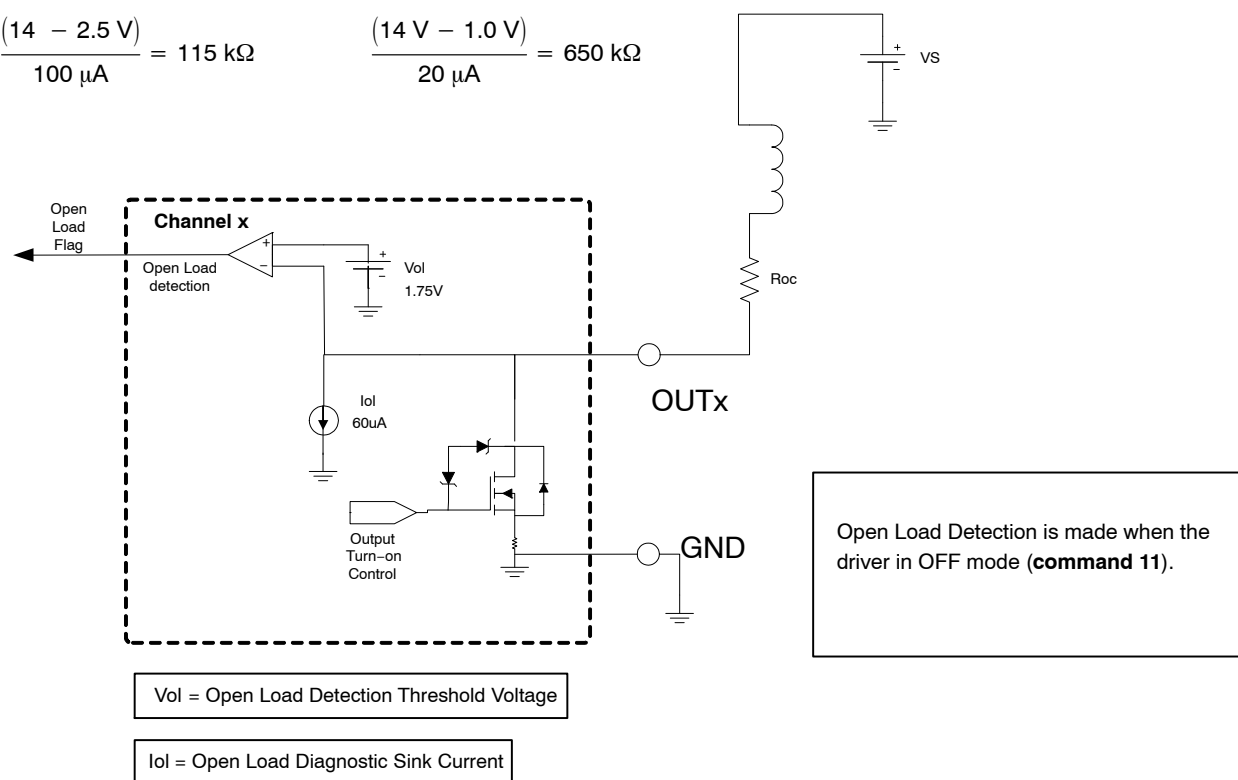 (14 − 2.5 V)
100 μA
= 115 kΩ
(14 V − 1.0 V)
20 μA
= 650 kΩ
+
−
VS
Open
Load
Flag
Channel x
+
−
Open Load
detection
+
−
Vol
1.75V
Roc
OUTx
Iol
60uA
Output
Turn−on
Control
GND
Open Load Detection is made when the
driver in OFF mode (command 11).
Vol = Open Load Detection Threshold Voltage
Iol = Open Load Diagnostic Sink Current